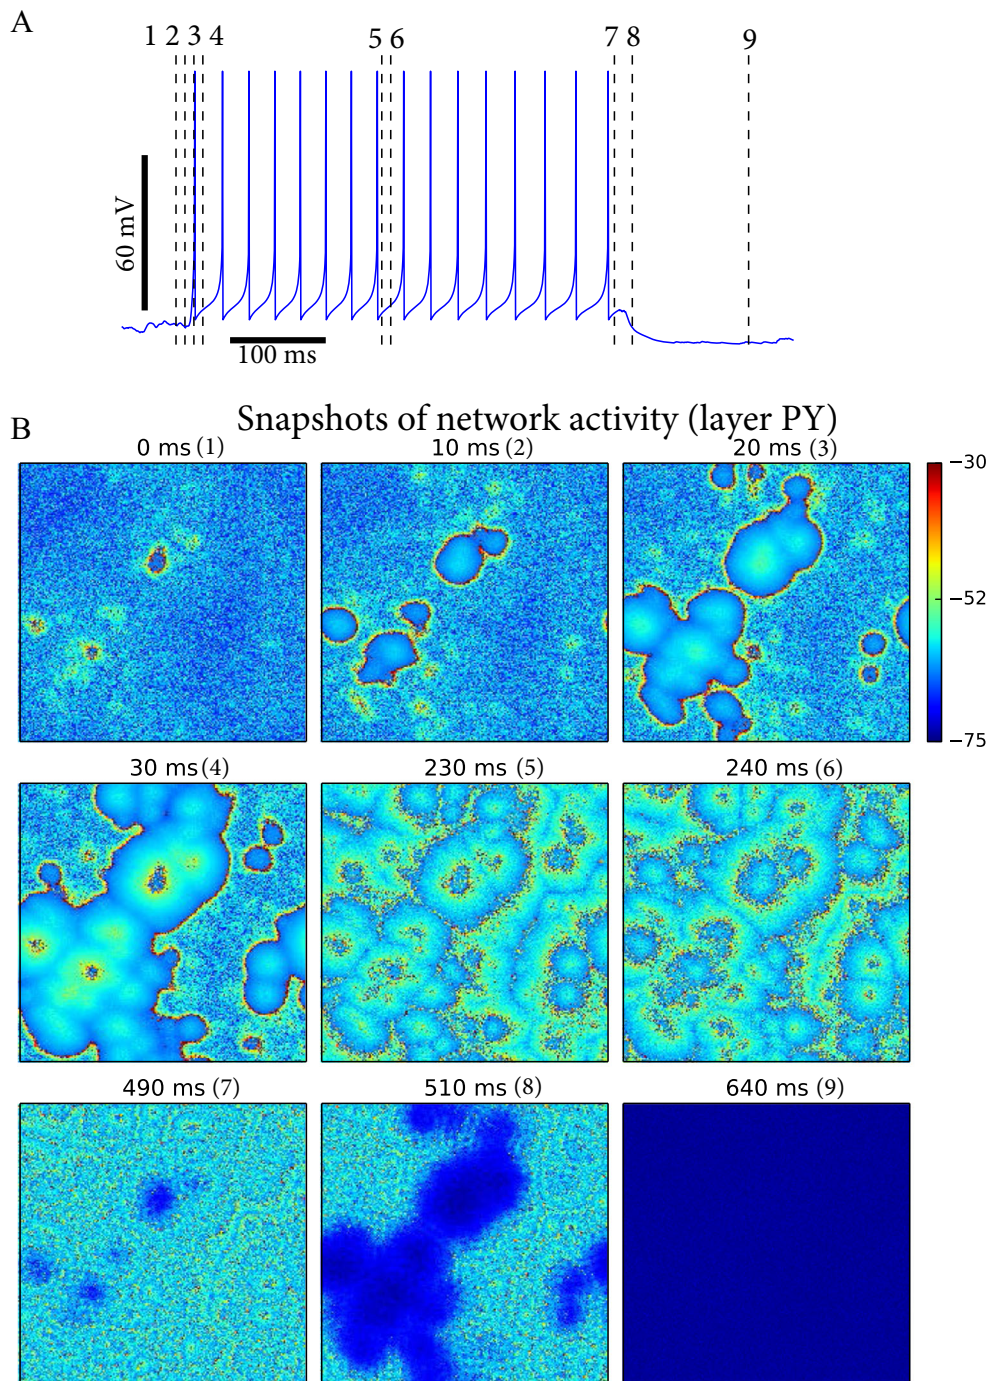 A
1 2 3 4 5 6 7 8 9
60 mV
100 ms
B
Snapshots of network activity (layer PY)
0 ms (1) 10 ms (2) 20 ms (3)
−30
−52
−75
30 ms (4) 230 ms (5) 240 ms (6)
490 ms (7) 510 ms (8) 640 ms (9)